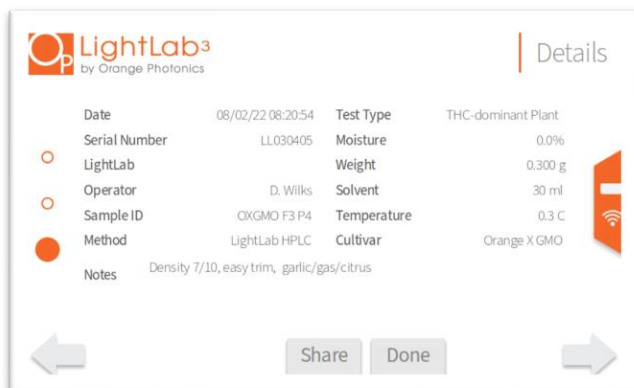 OP LightLab3
by Orange Photonics
Details
Date 08/02/22 08:20:54 Test Type THC-dominant Plant
Serial Number LL030405 Moisture 0.0%
LightLab Weight 0.300 g
Operator D. Wilks Solvent 30 ml
Sample ID OXGMO F3 P4 Temperature 0.3 C
Method LightLab HPLC Cultivar Orange X GMO
Notes Density 7/10, easy trim, garlic/gas/citrus
Share Done